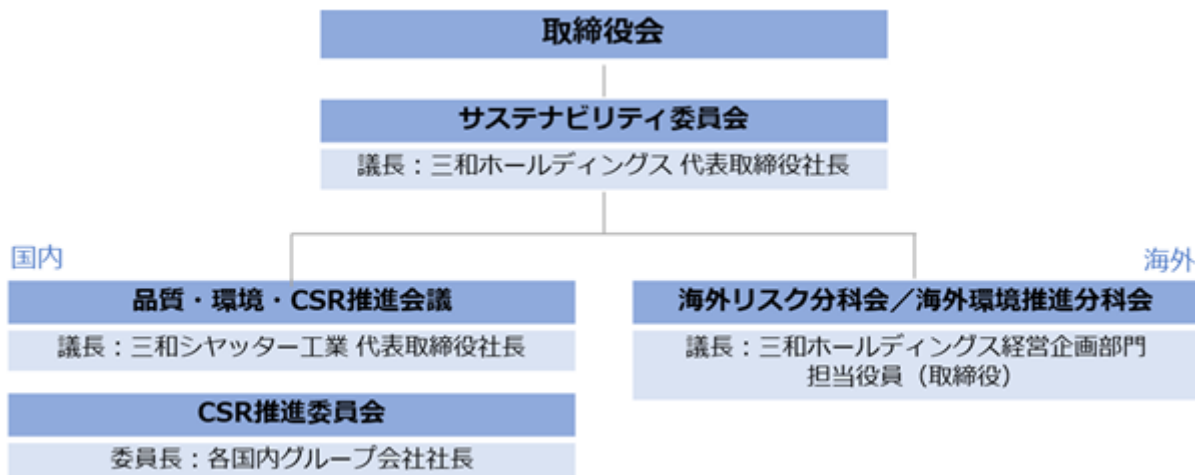 取締役会
サステナビリティ委員会
議長：三和ホールディングス 代表取締役社長
国内
品質・環境・CSR推進会議
議長：三和シヤッター工業 代表取締役社長
CSR推進委員会
委員長：各国内グループ会社社長
海外
海外リスク分科会／海外環境推進分科会
議長：三和ホールディングス経営企画部門
担当役員（取締役）